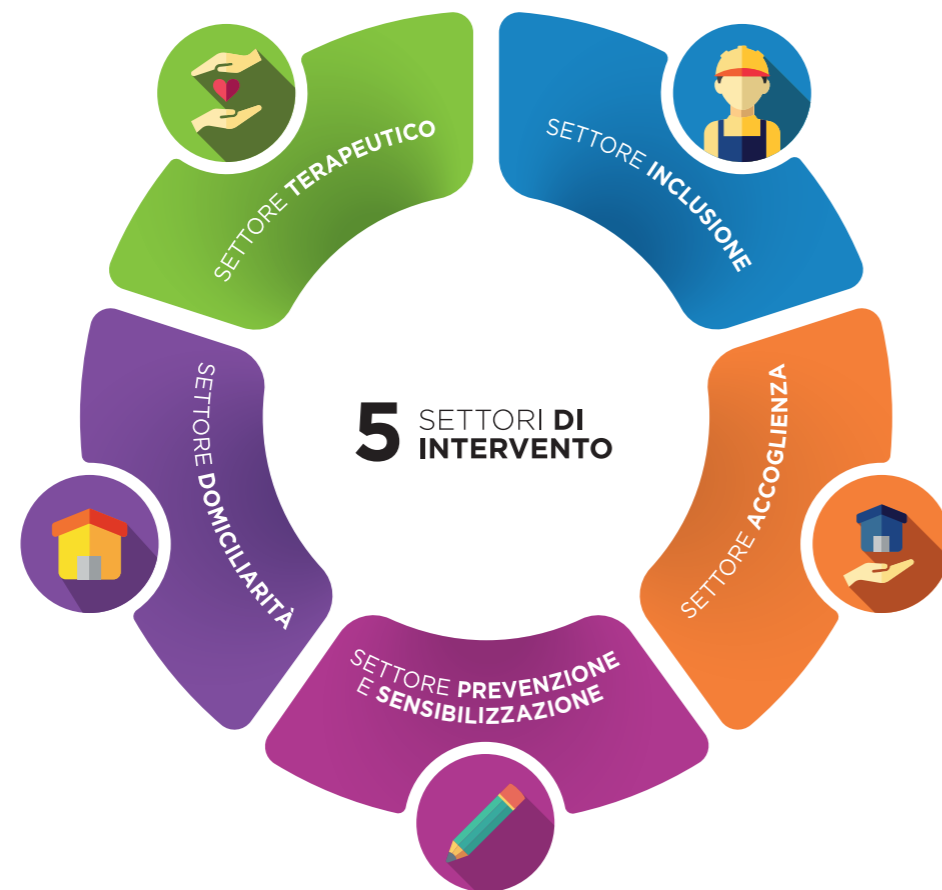 SETTORE TERAPEUTICO
SETTORE INCLUSIONE
SETTORE ACCOGLIENZA
SETTORE PREVENZIONE
E SENSIBILIZZAZIONE
SETTORE DOMICILIARITÀ
5 SETTORI DI
INTERVENTO